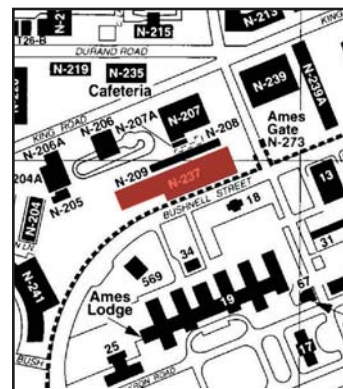 T26-B
N-215
N-213
KING
DURAND ROAD
N-219
N-235
Cafeteria
N-239
N-239A
KING ROAD
N-206A
N-206
N-207A
N-207
N-208
Ames
Gate
N-273
204A
N-205
N-209
N-237
13
N-204
BUSHNELL STREET
18
31
N-241
569
34
67
Ames
Lodge
19
BUSH
25
17
ROAD